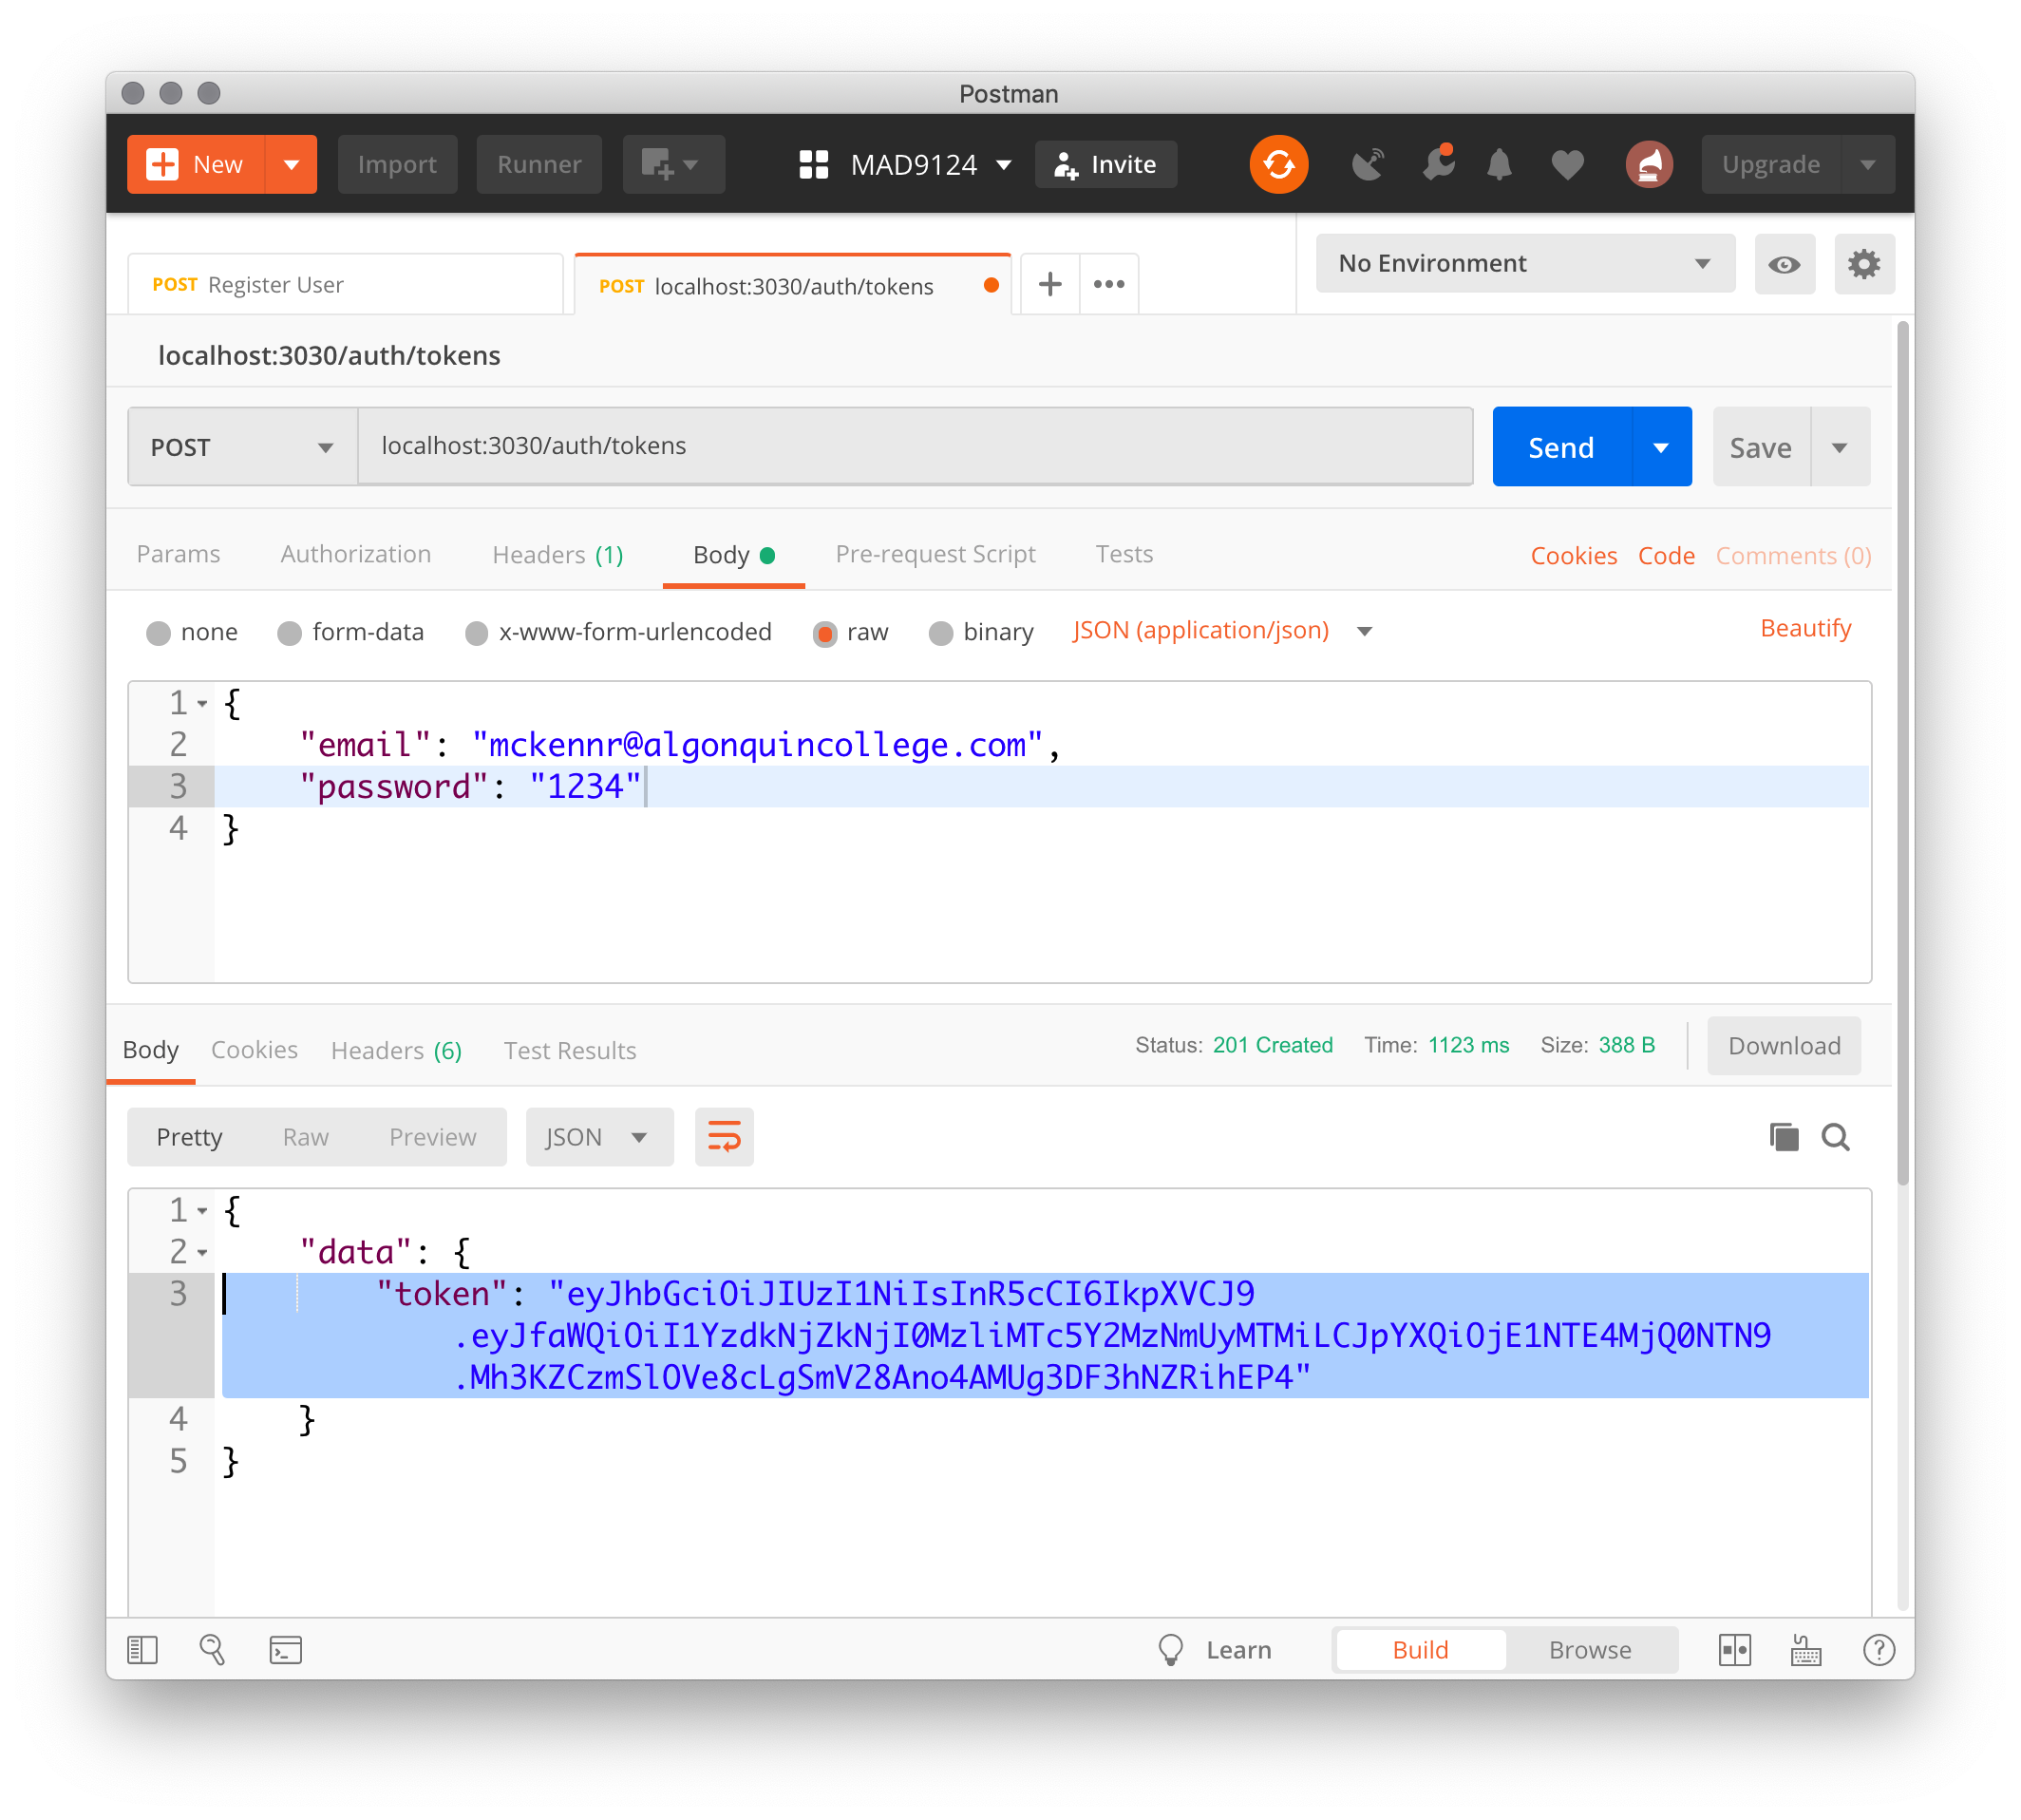 Postman
New
Import
Runner
MAD9124
Invite
Upgrade
POST Register User
POST localhost:3030/auth/tokens
No Environment
localhost:3030/auth/tokens
POST
localhost:3030/auth/tokens
Send
Save
Params
Authorization
Headers (1)
Body
Pre-request Script
Tests
Cookies
Code
Comments (0)
none
form-data
x-www-form-urlencoded
raw
binary
JSON (application/json)
Beautify
1 {
2 "email": "mckennr@algonquincollege.com",
3 "password": "1234"
4 }
Body
Cookies
Headers (6)
Test Results
Status: 201 Created
Time: 1123 ms
Size: 388 B
Download
Pretty
Raw
Preview
JSON
1 {
2 "data": {
3 "token": "eyJhbGciOiJIUzI1NiIsInR5cCI6IkpXVCJ9
.eyJfaWQiOiI1YzdkNjZkNjI0MzliMTc5Y2MzNmUyMTMiLCJpYXQiOjE1NTE4MjQ0NTN9
.Mh3KZCzmSlOVe8cLgSmV28Ano4AMUg3DF3hNZRihEP4"
4 }
5 }
Learn
Build
Browse